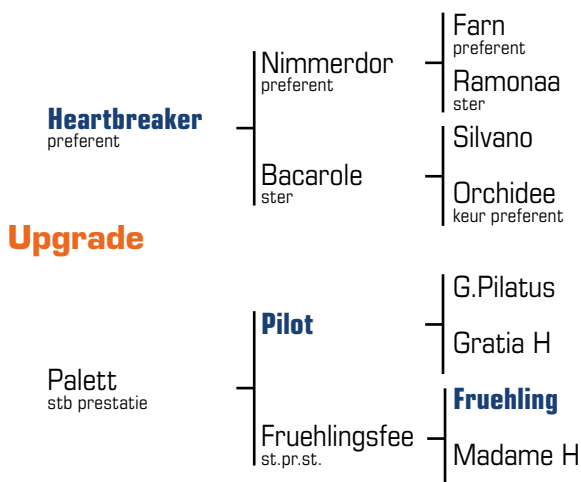 Farn
preferent
Nimmerdor
preferent
Ramonaa
ster
Heartbreaker
preferent
Silvano
Bacarole
ster
Orchidee
keur preferent
Upgrade
G.Pilatus
Pilot
Gratia H
Palett
stb prestatie
Fruehling
Fruehlingsfee
st.pr.st.
Madame H